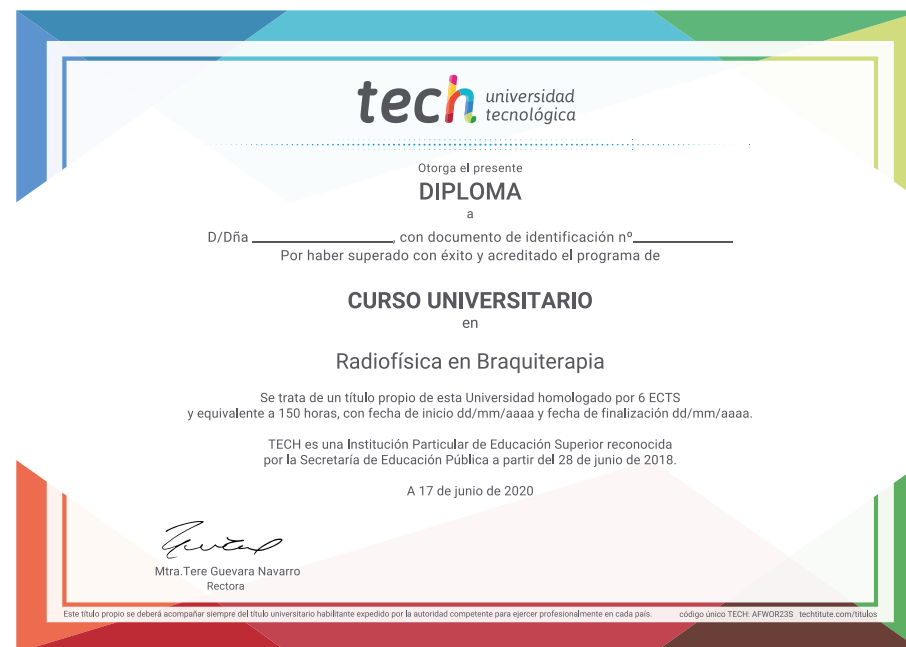 tech universidad
tecnológica
Otorga el presente
DIPLOMA
a
D/Dña ____________________, con documento de identificación nº______________
Por haber superado con éxito y acreditado el programa de
CURSO UNIVERSITARIO
en
Radiofísica en Braquiterapia
Se trata de un título propio de esta Universidad homologado por 6 ECTS
y equivalente a 150 horas, con fecha de inicio dd/mm/aaaa y fecha de finalización dd/mm/aaaa.
TECH es una Institución Particular de Educación Superior reconocida
por la Secretaría de Educación Pública a partir del 28 de junio de 2018.
A 17 de junio de 2020
Mtra.Tere Guevara Navarro
Rectora
Este título propio se deberá acompañar siempre del título universitario habilitante expedido por la autoridad competente para ejercer profesionalmente en cada país. código único TECH: AFWOR23S techtitute.com/títulos